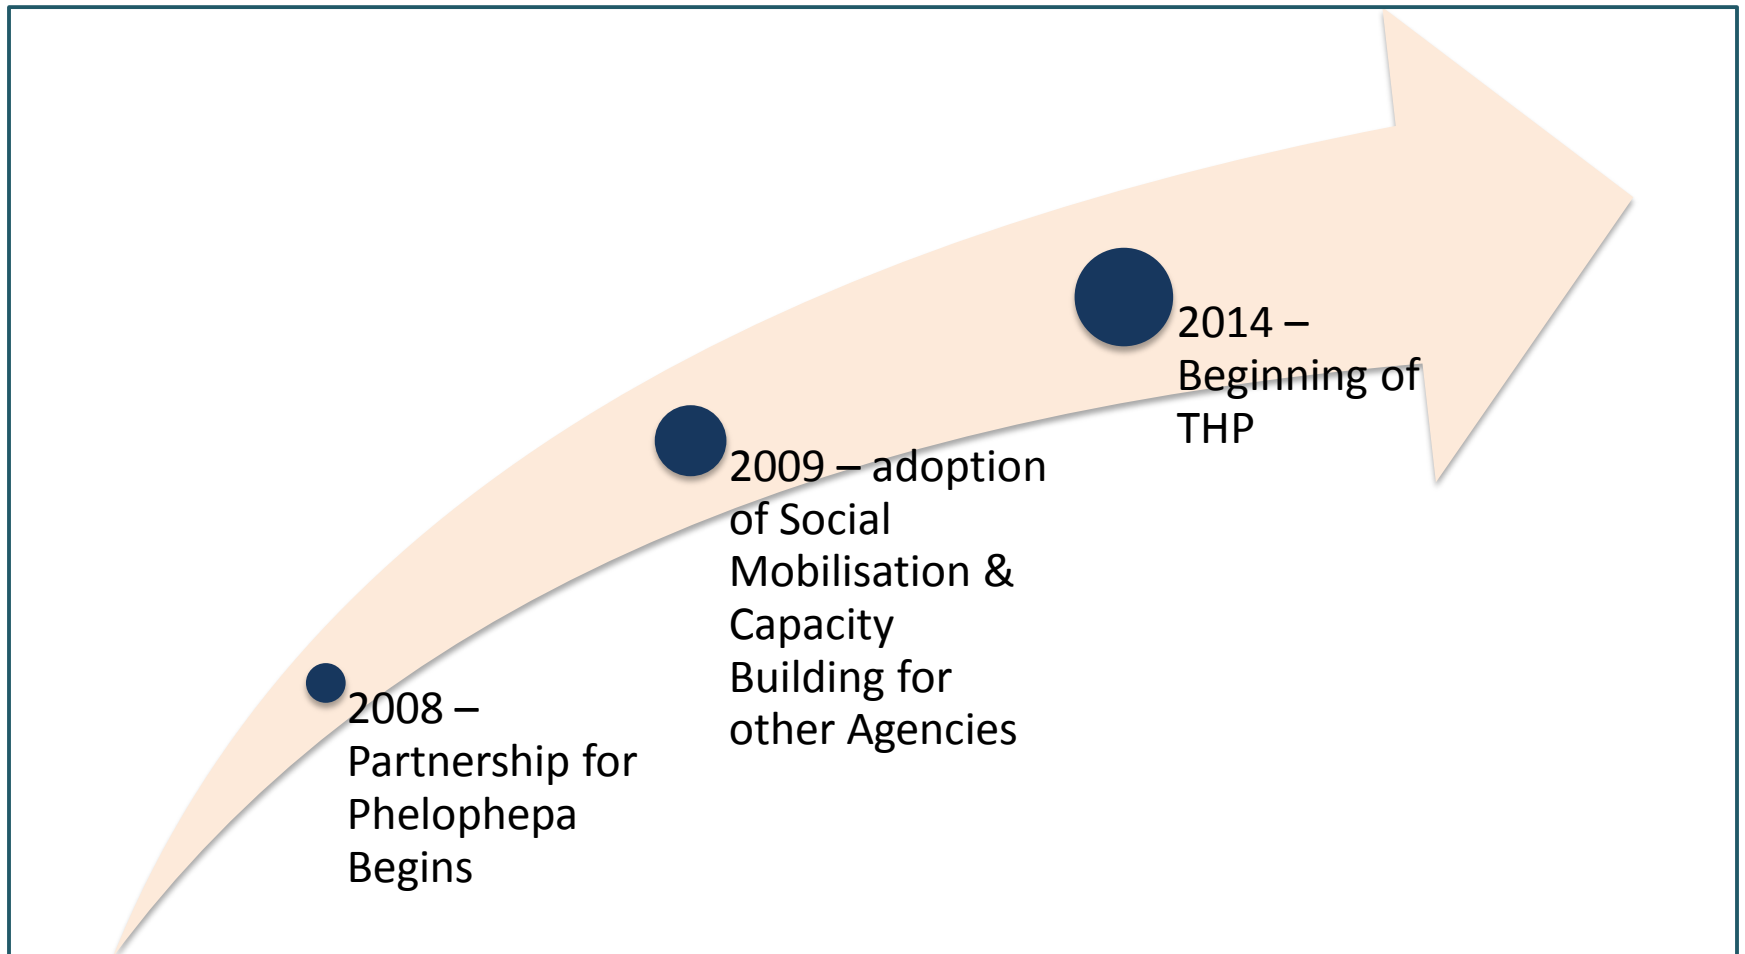 2008 –
Partnership for
Phelophepa
Begins
2009 – adoption
of Social
Mobilisation &
Capacity
Building for
other Agencies
2014 –
Beginning of
THP